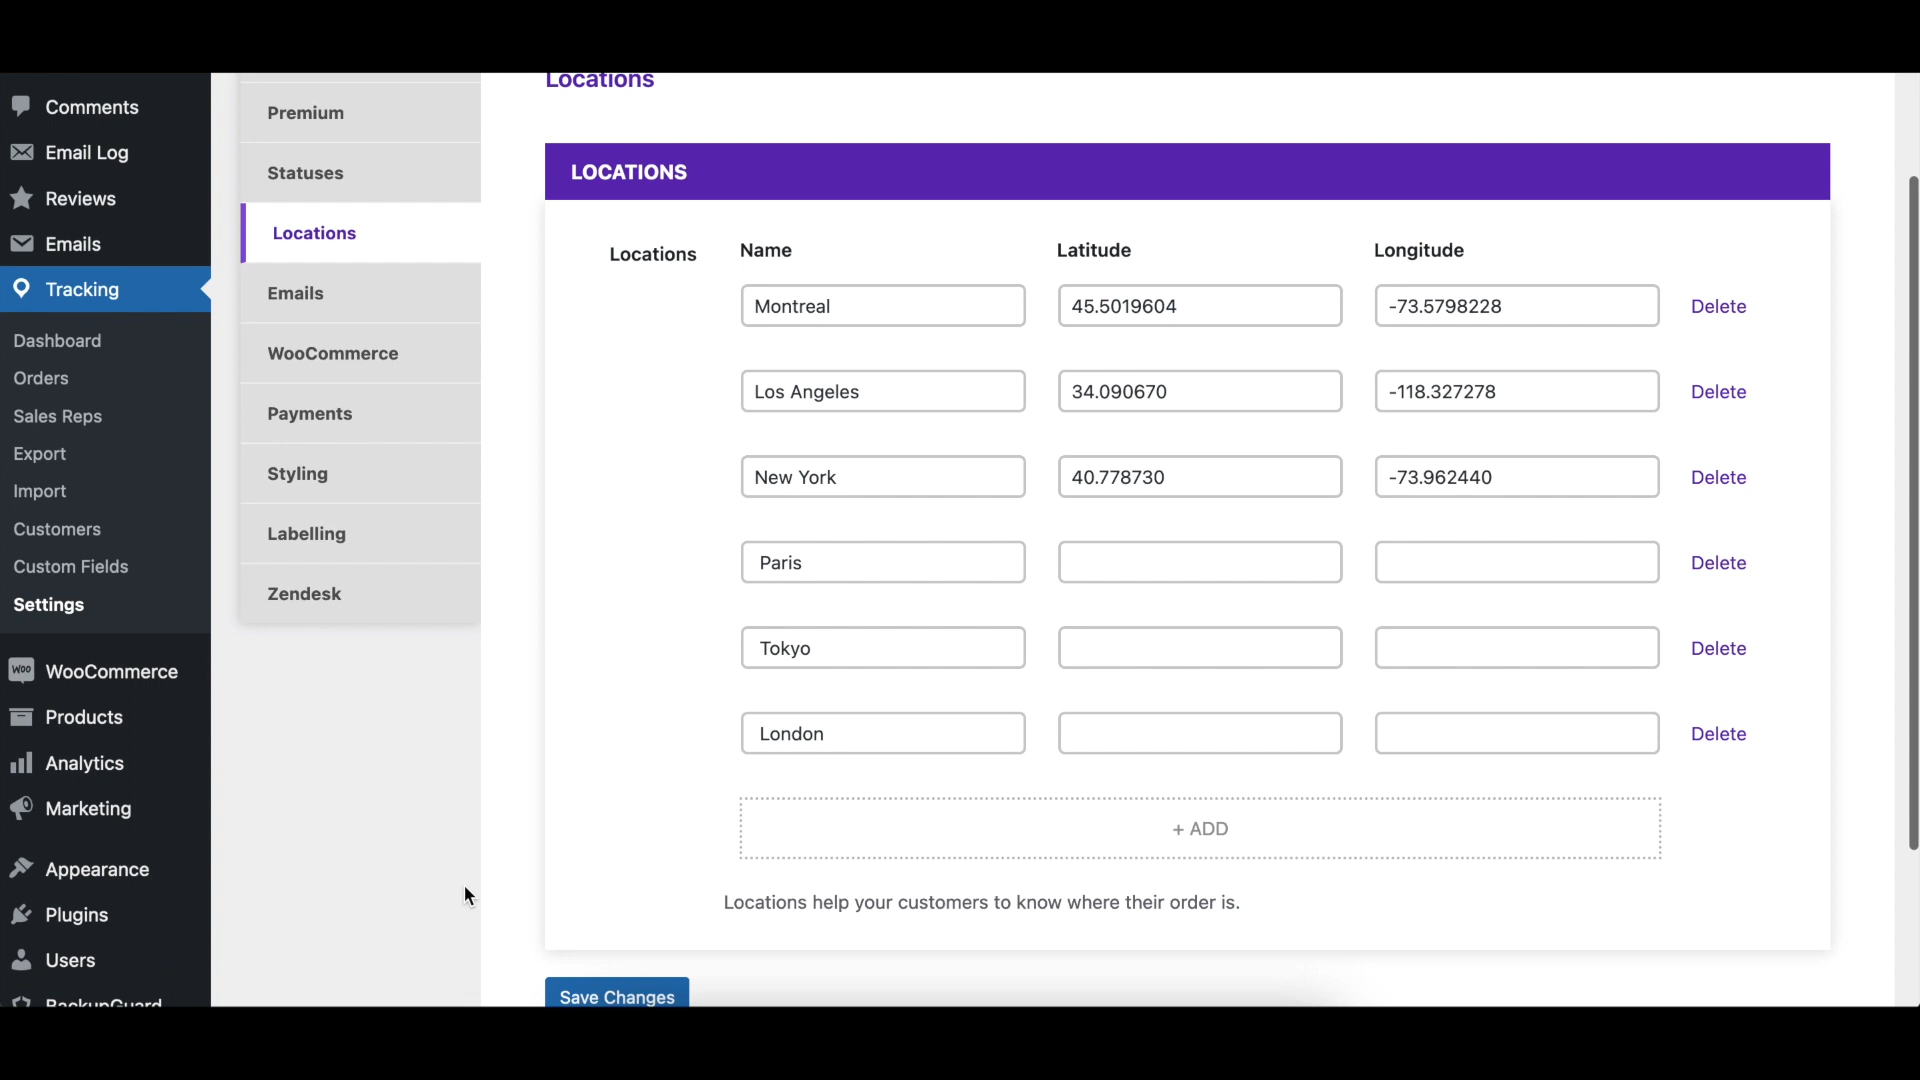 Comments
Email Log
Reviews
Emails
Tracking
Dashboard
Orders
Sales Reps
Export
Import
Customers
Custom Fields
Settings
woo WooCommerce
Products
Analytics
Marketing
Appearance
Plugins
Users
BackupGuard
Premium
Statuses
Locations
Emails
WooCommerce
Payments
Styling
Labelling
Zendesk
Locations
LOCATIONS
Locations Name Latitude Longitude
Montreal 45.5019604 -73.5798228 Delete
Los Angeles 34.090670 -118.327278 Delete
New York 40.778730 -73.962440 Delete
Paris Delete
Tokyo Delete
London Delete
+ ADD
Locations help your customers to know where their order is.
Save Changes